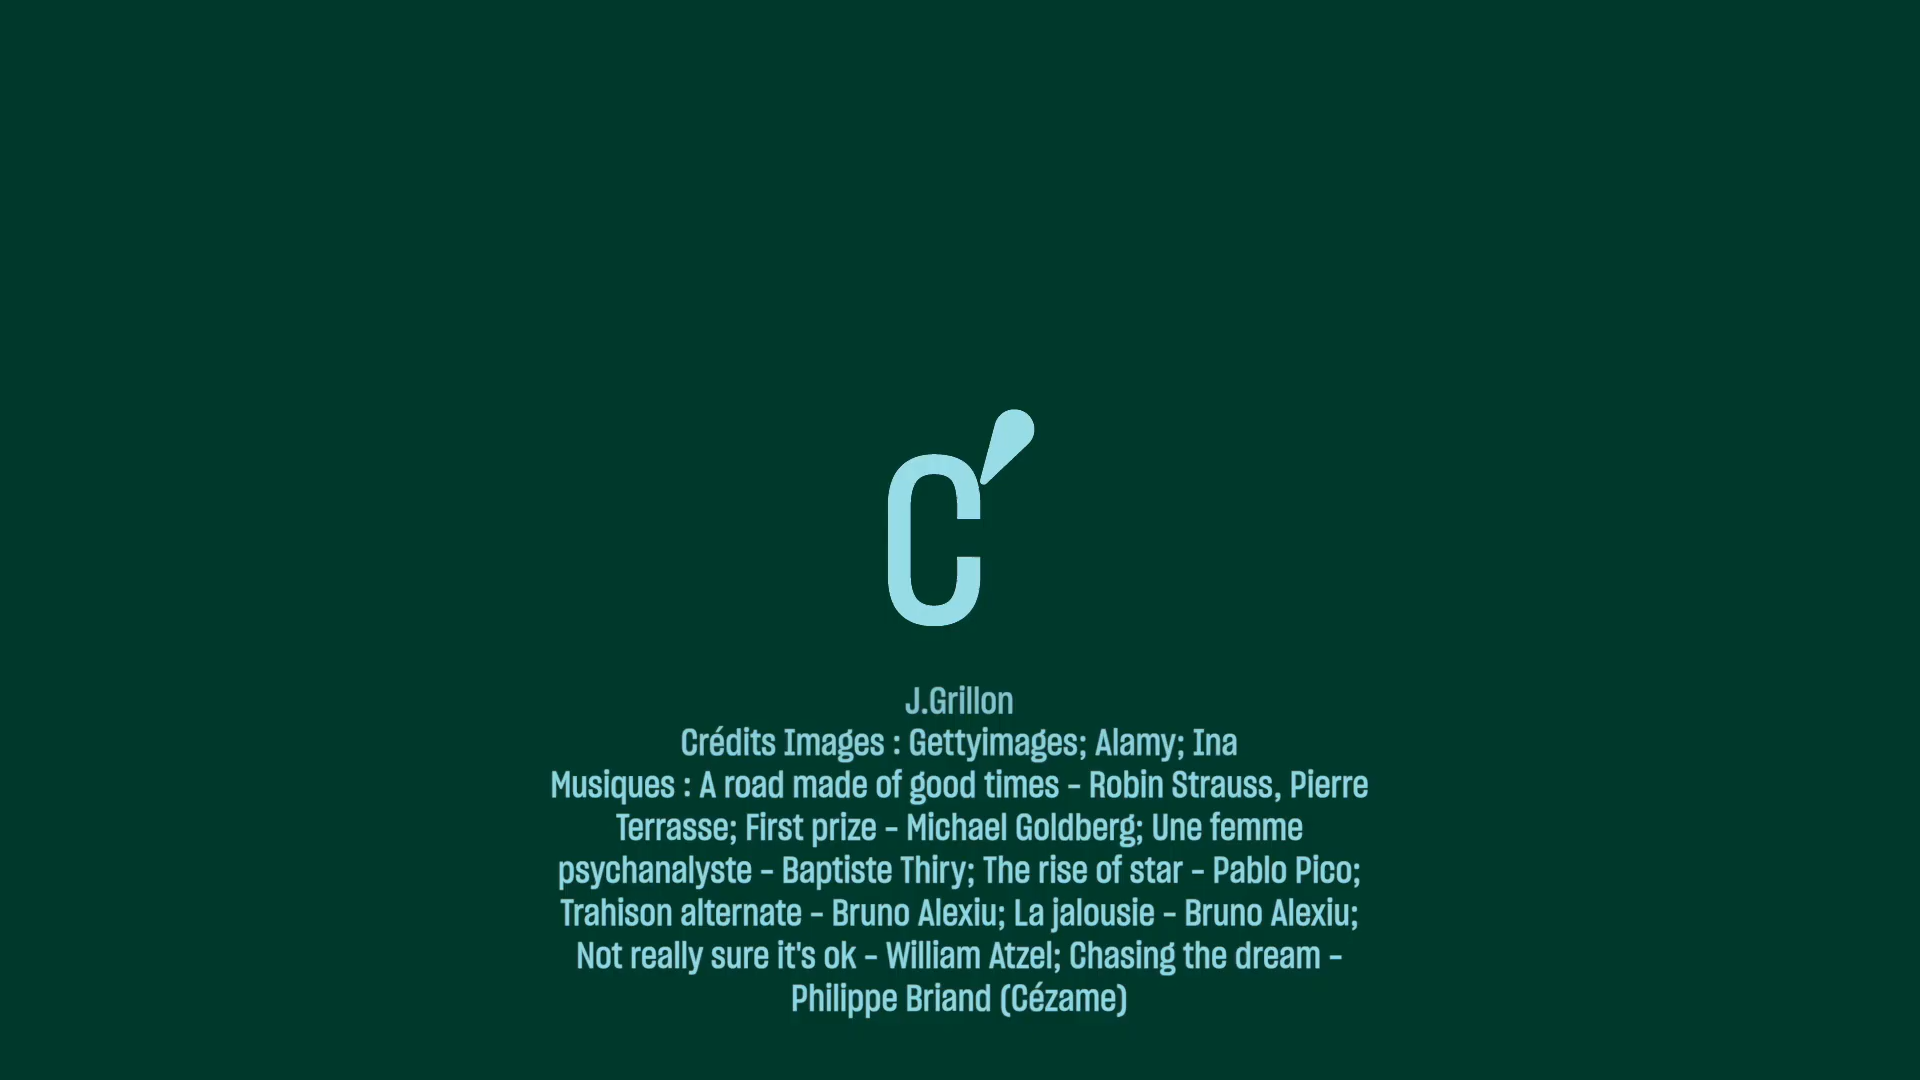 C'
J.Grillon
Crédits Images : Gettyimages; Alamy; Ina
Musiques : A road made of good times - Robin Strauss, Pierre
Terrasse; First prize - Michael Goldberg; Une femme
psychanalyste - Baptiste Thiry; The rise of star - Pablo Pico;
Trahison alternate - Bruno Alexiu; La jalousie - Bruno Alexiu;
Not really sure it's ok - William Atzel; Chasing the dream -
Philippe Briand (Cézame)